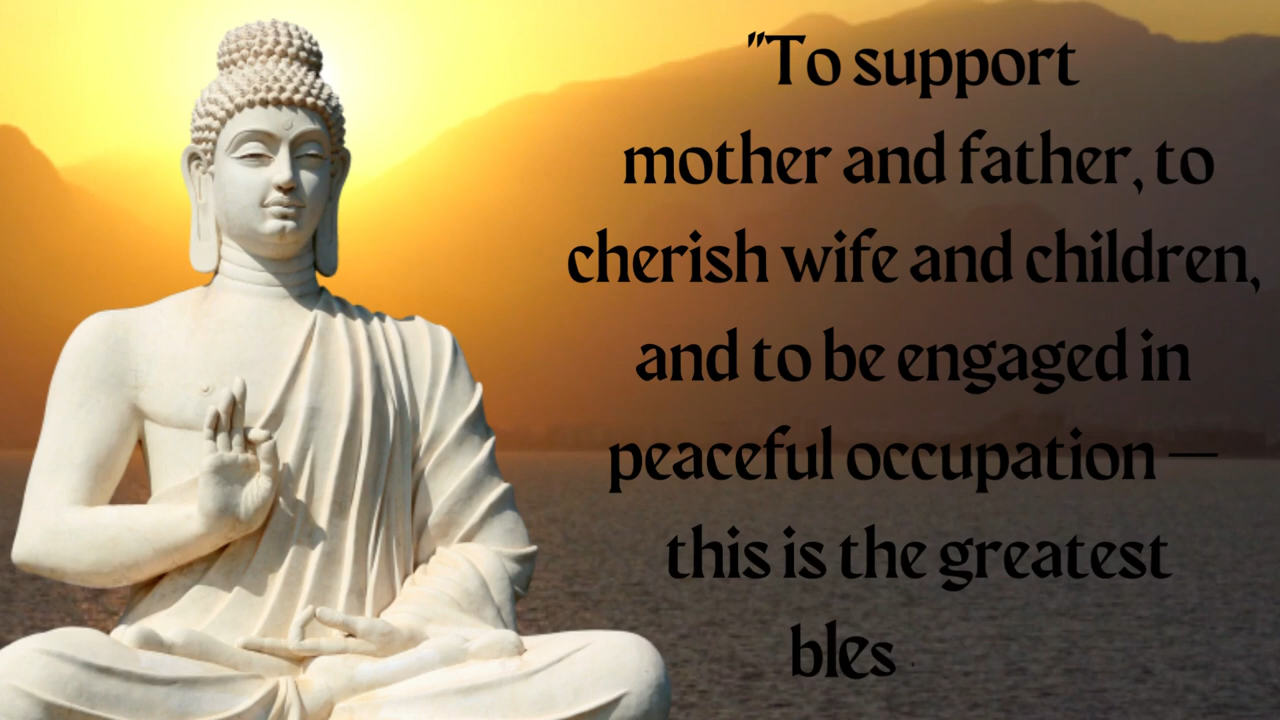 "To support
mother and father, to
cherish wife and children,
and to be engaged in
peaceful occupation —
this is the greatest
bles